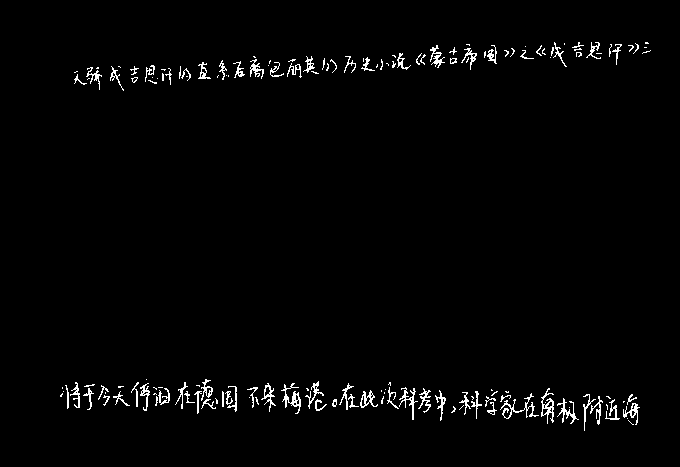 天骄成吉思汗的直系后裔包丽英的历史小说《蒙古帝国》之《成吉思汗》三
将于今天停泊在德国不来梅港。在此次科考中,科学家在南极附近海